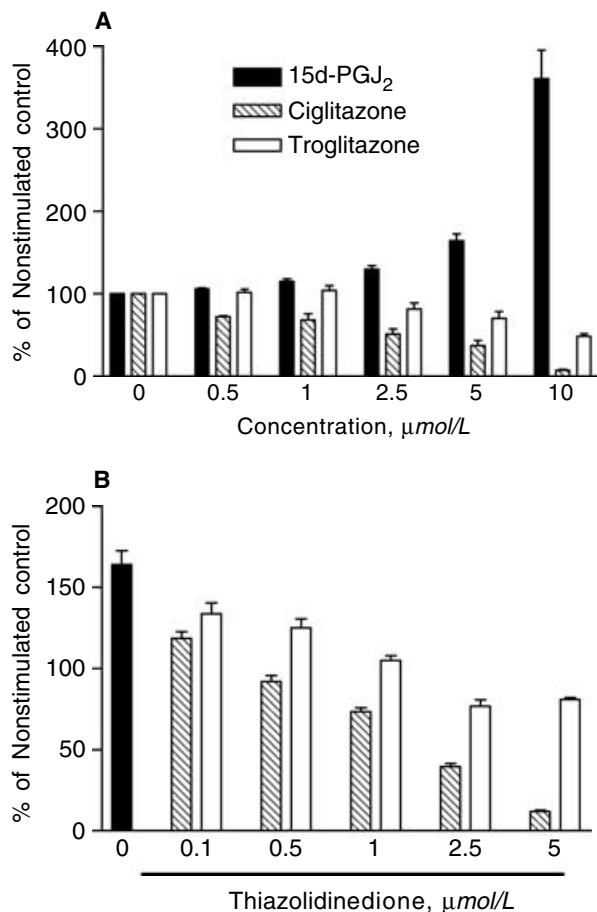 A
% of Nonstimulated control
400
300
200
100
0
15d-PGJ₂
Ciglitazone
Troglitazone
0 0.5 1 2.5 5 10
Concentration, μmol/L
B
% of Nonstimulated control
200
150
100
50
0
0 0.1 0.5 1 2.5 5
Thiazolidinedione, μmol/L